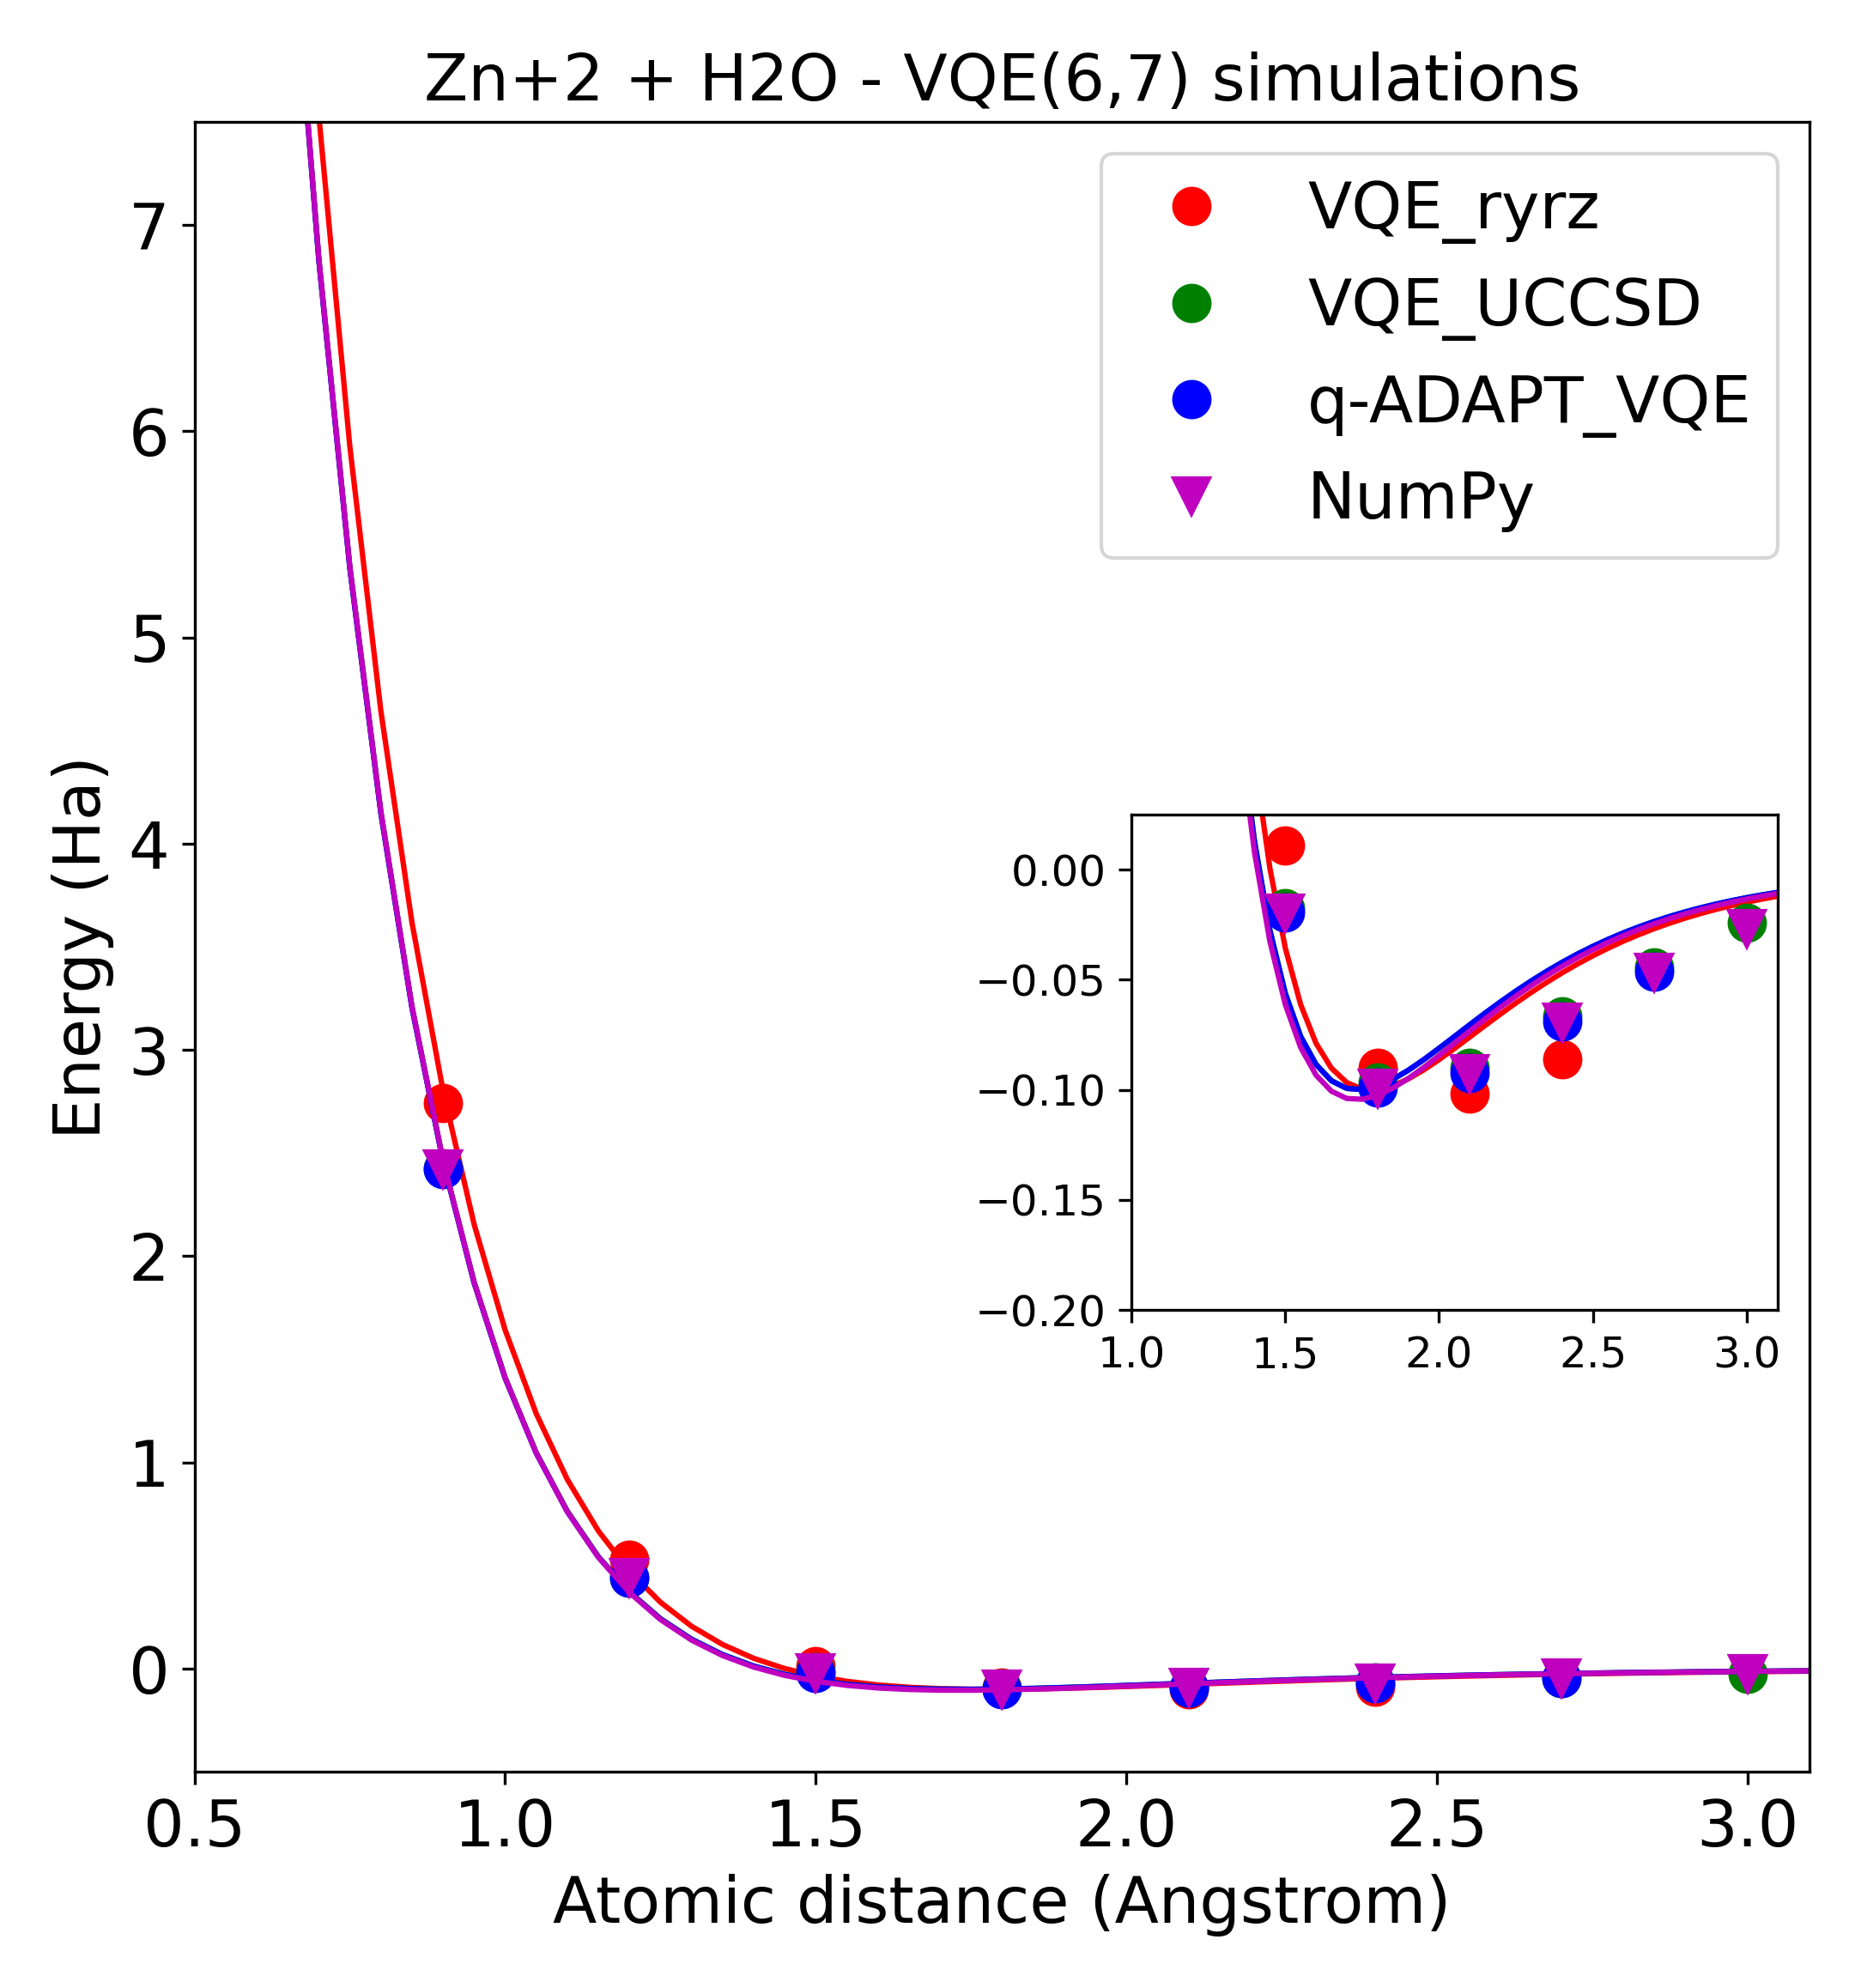 Zn+2 + H2O - VQE(6,7) simulations
VQE_ryrz
VQE_UCCSD
q-ADAPT_VQE
NumPy
Energy (Ha)
7
6
5
4
3
2
1
0
0.00
−0.05
−0.10
−0.15
−0.20
1.0 1.5 2.0 2.5 3.0
0.5 1.0 1.5 2.0 2.5 3.0
Atomic distance (Angstrom)